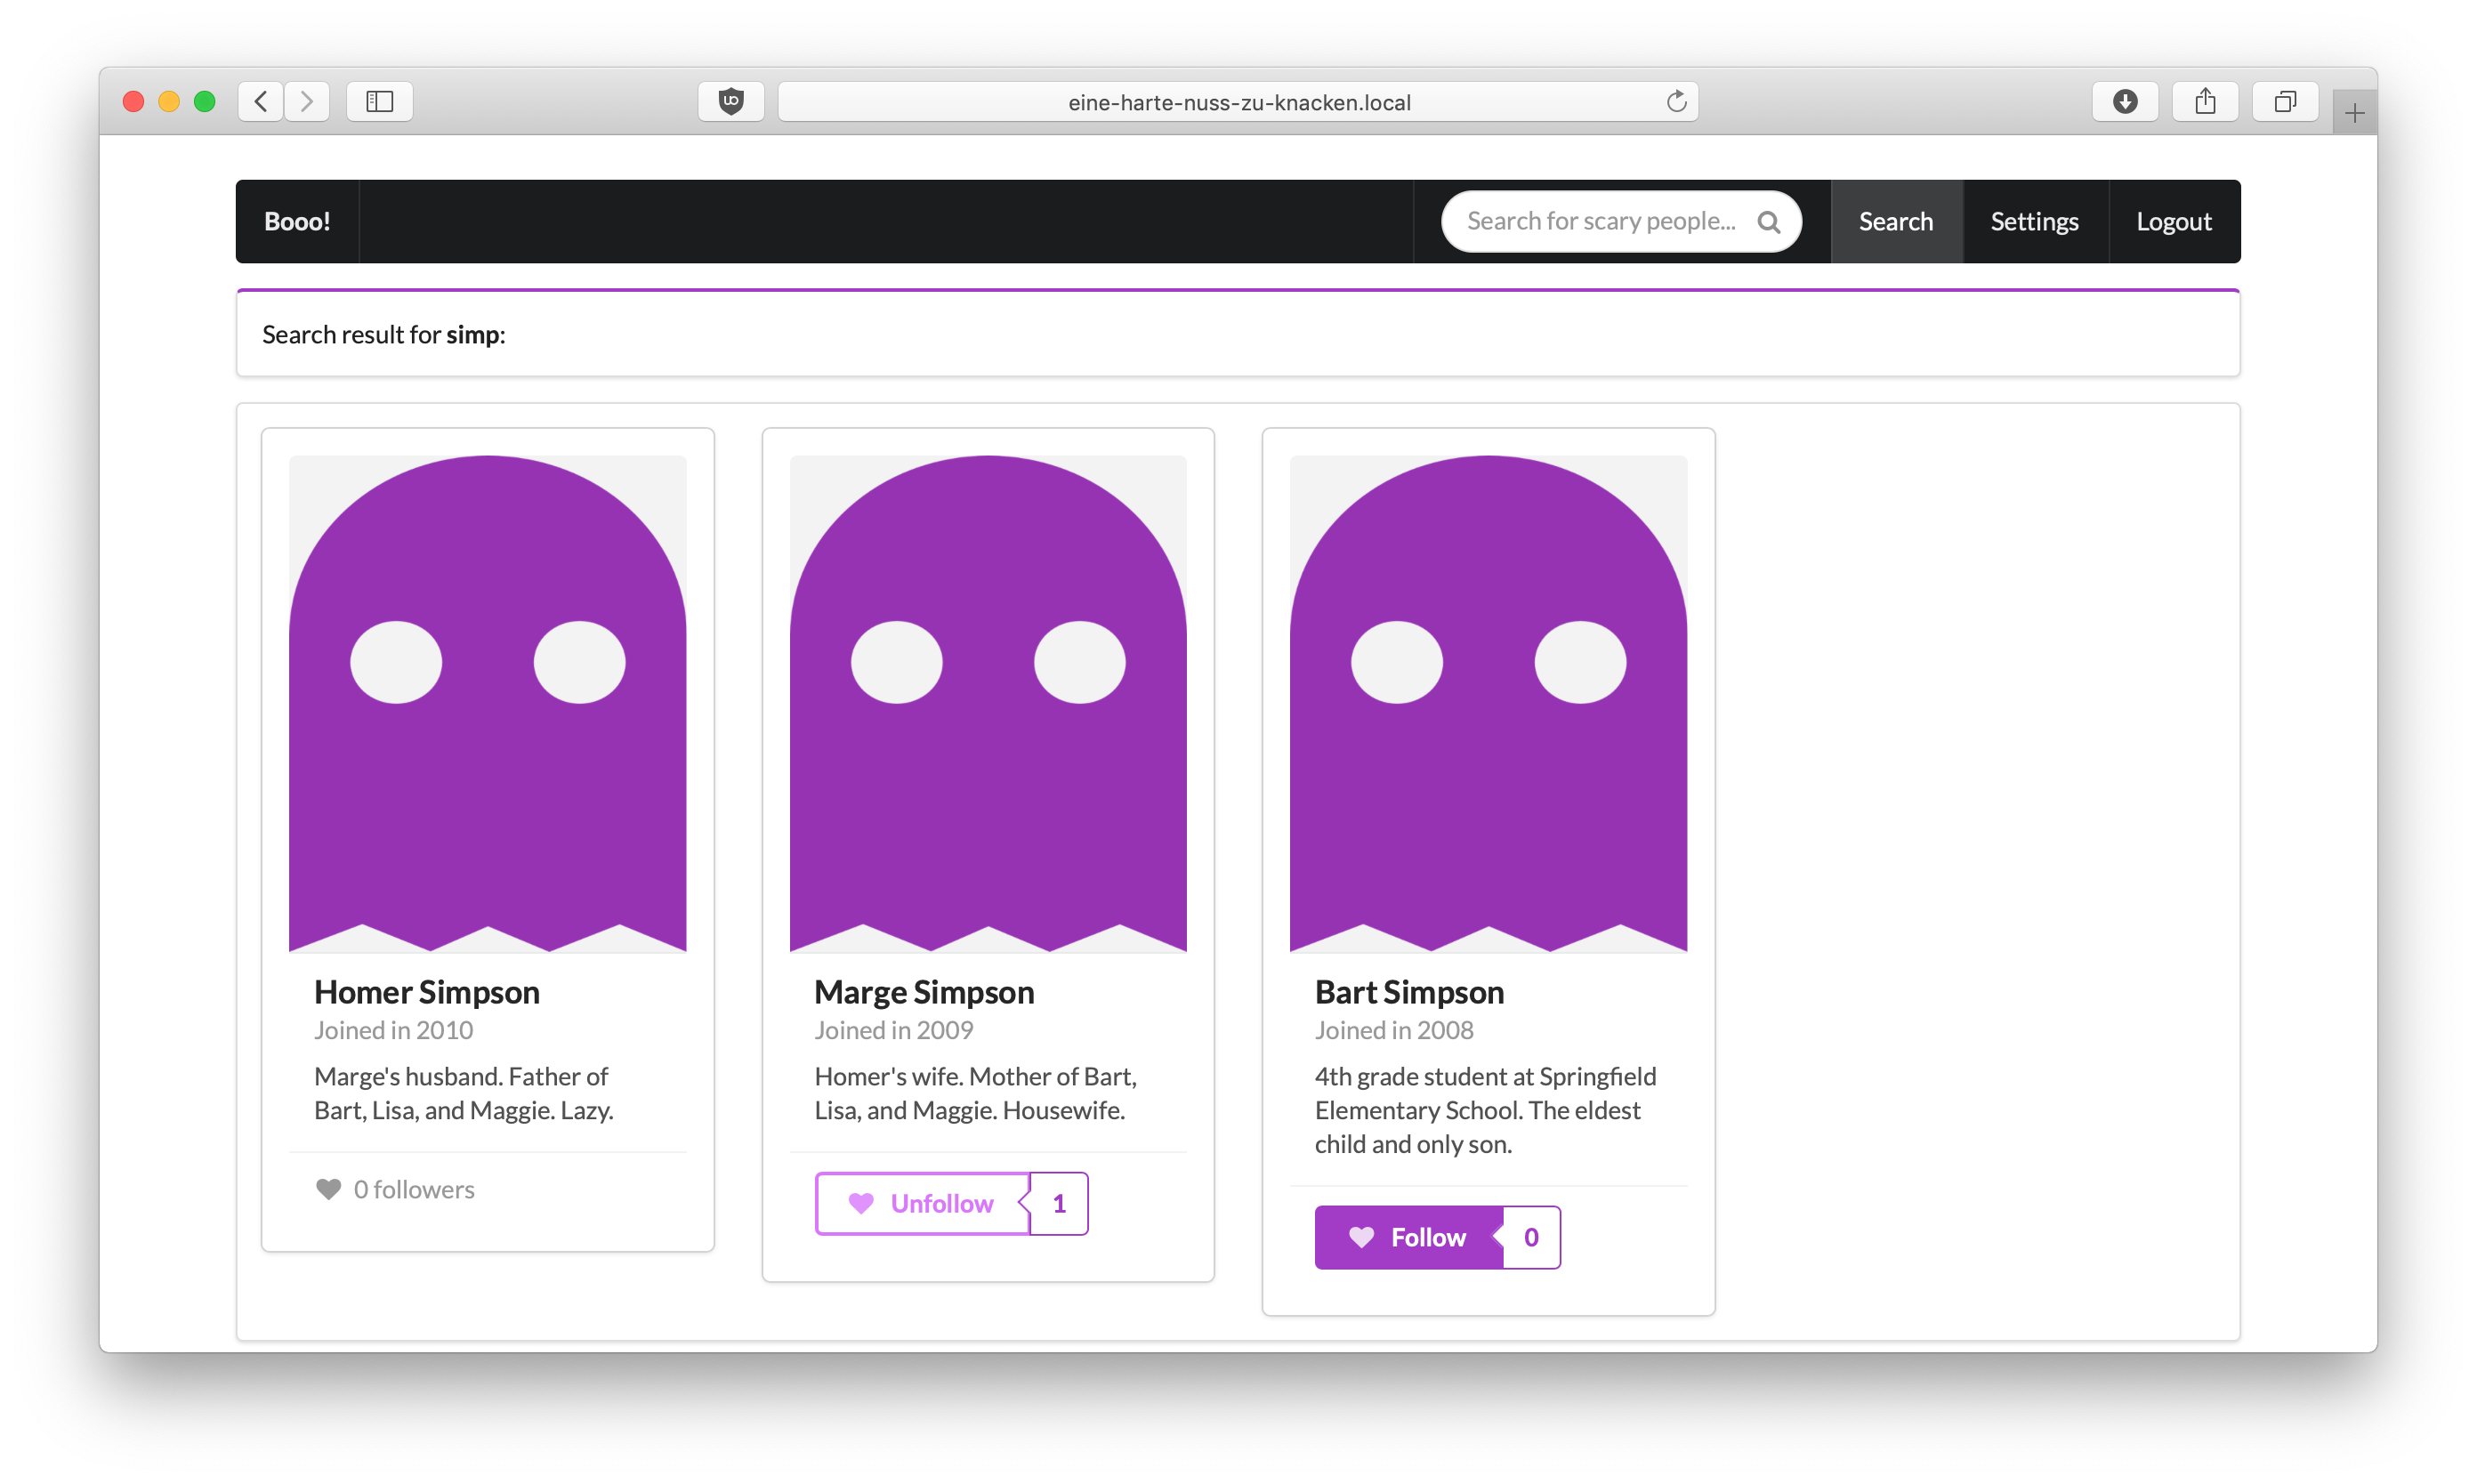 eine-harte-nuss-zu-knacken.local
Booo!
Search for scary people...
Search
Settings
Logout
Search result for simp:
Homer Simpson
Joined in 2010
Marge's husband. Father of
Bart, Lisa, and Maggie. Lazy.
0 followers
Marge Simpson
Joined in 2009
Homer's wife. Mother of Bart,
Lisa, and Maggie. Housewife.
Unfollow
1
Bart Simpson
Joined in 2008
4th grade student at Springfield
Elementary School. The eldest
child and only son.
Follow
0